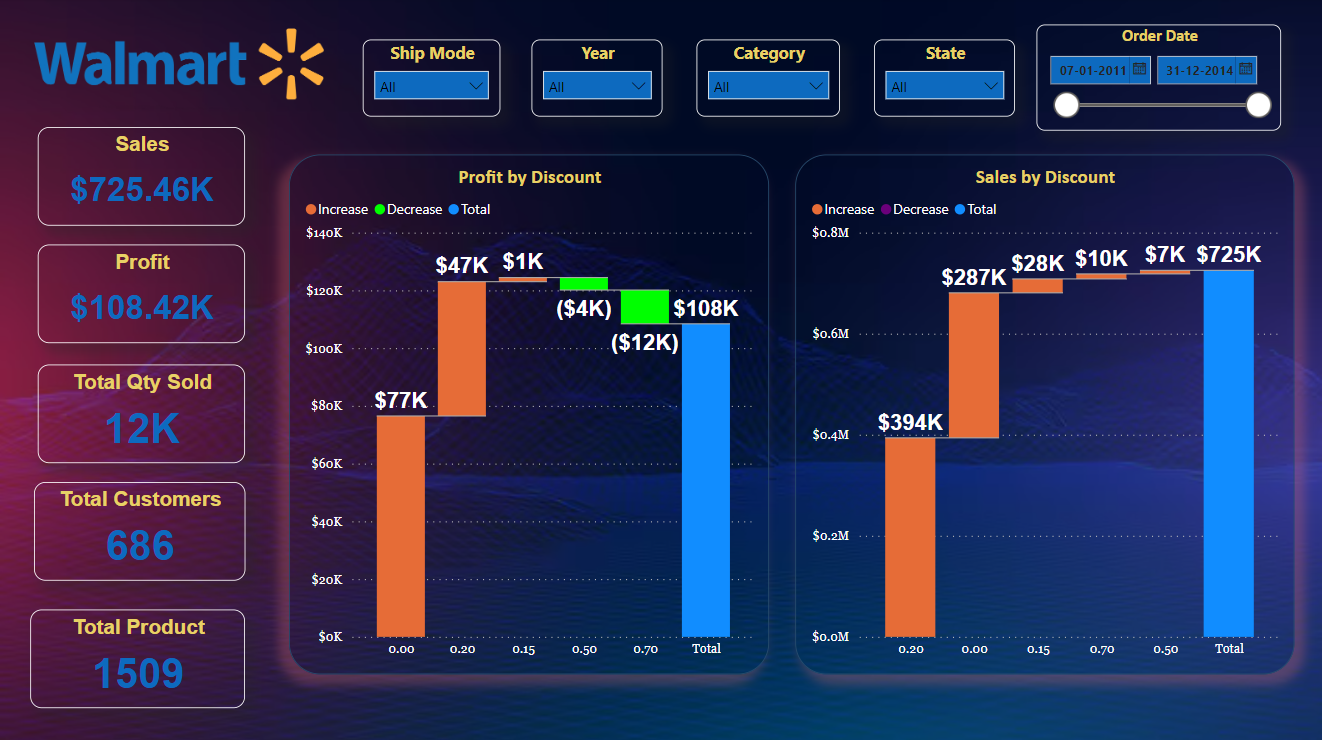 Walmart
Ship Mode
All
Year
All
Category
All
State
All
Order Date
07-01-2011
31-12-2014
Sales
$725.46K
Profit
$108.42K
Total Qty Sold
12K
Total Customers
686
Total Product
1509
Profit by Discount
Increase Decrease Total
$140K
$120K
$100K
$80K
$60K
$40K
$20K
$0K
$77K
$47K
$1K
($4K)
($12K)
$108K
0.00 0.20 0.15 0.50 0.70 Total
Sales by Discount
Increase Decrease Total
$0.8M
$0.6M
$0.4M
$0.2M
$0.0M
$394K
$287K
$28K
$10K
$7K
$725K
0.20 0.00 0.15 0.70 0.50 Total